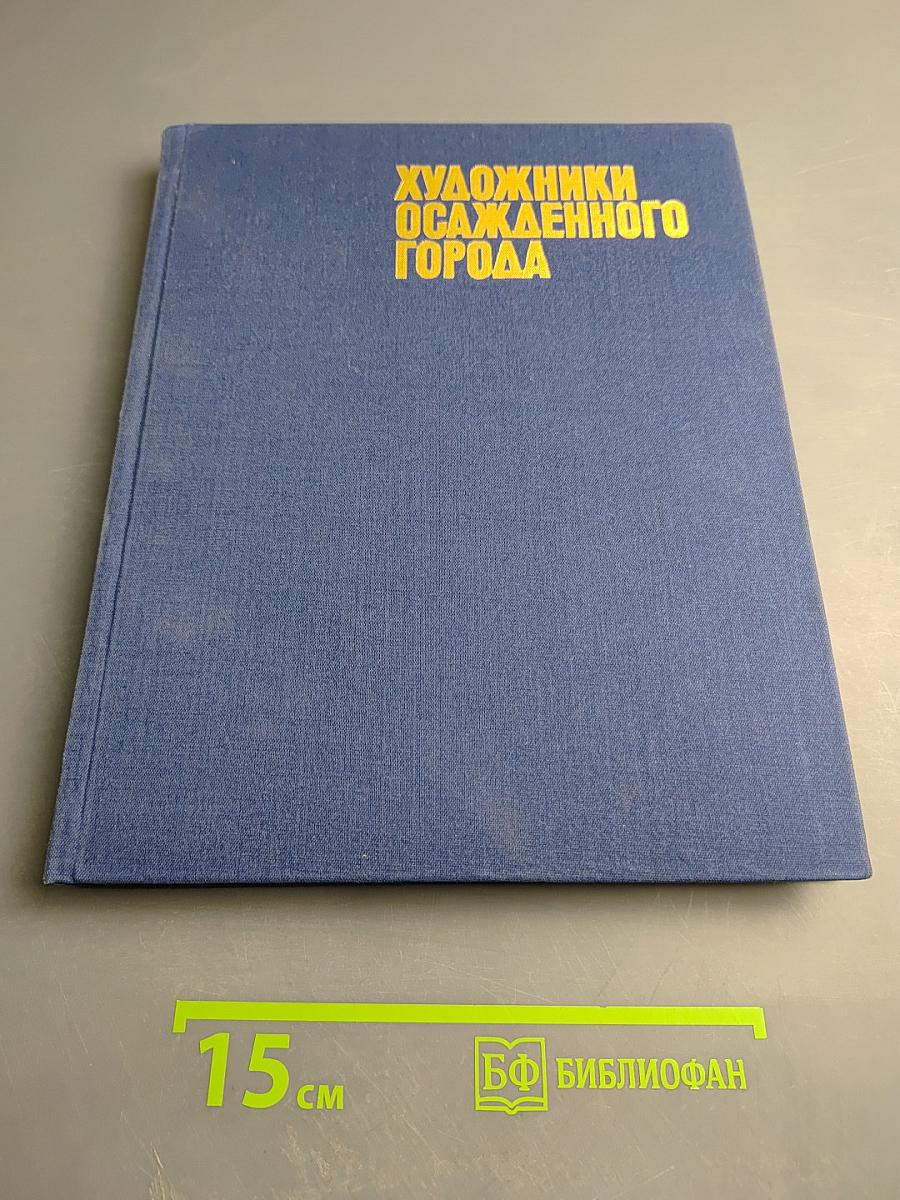 ХУДОЖНИКИ
ОСАЖДЕННОГО
ГОРОДА
15 см
БФ БИБЛИОФАН